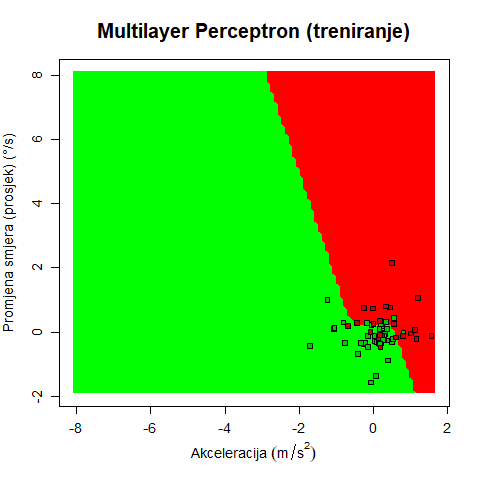 Multilayer Perceptron (treniranje)
Promjena smjera (prosjek) (°/s)
8
6
4
2
0
-2
-8 -6 -4 -2 0 2
Akceleracija (m/s²)